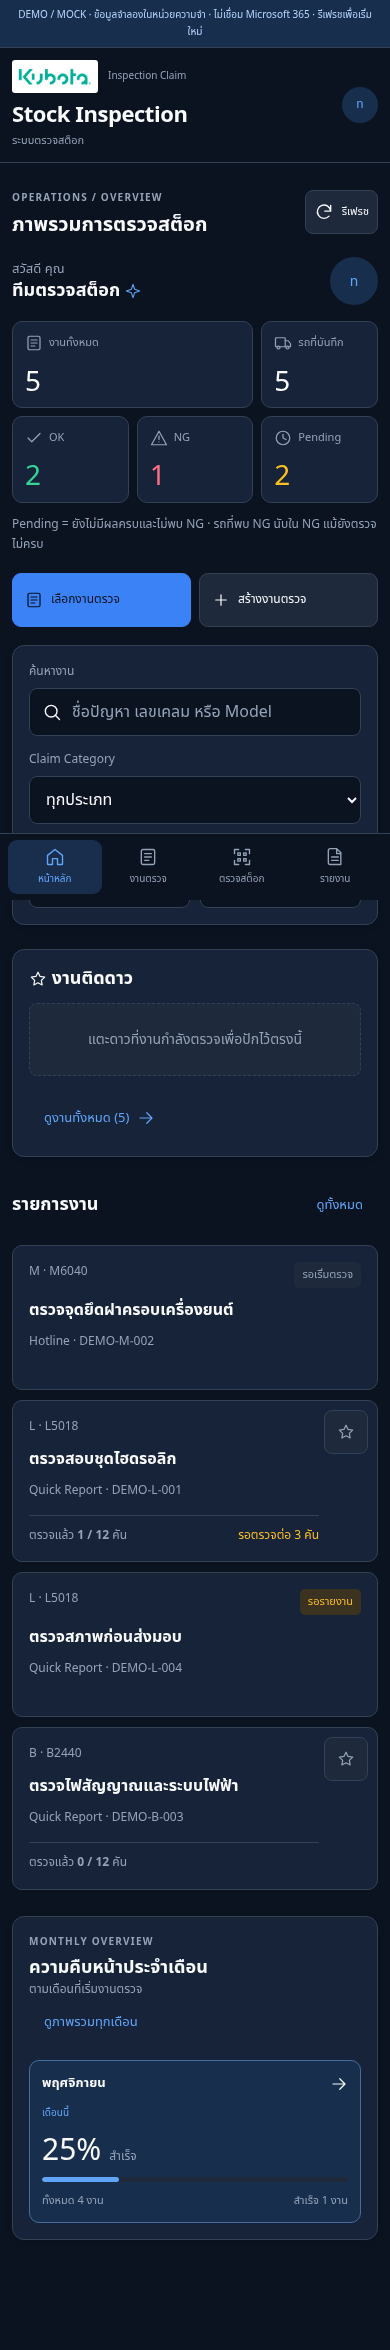 DEMO / MOCK · ข้อมูลจำลองในหน่วยความจำ · ไม่เชื่อม Microsoft 365 · รีเฟรชเพื่อเริ่ม
ใหม่
Kubota
Inspection Claim
Stock Inspection
ระบบตรวจสต็อก
ท
OPERATIONS / OVERVIEW
ภาพรวมการตรวจสต็อก
รีเฟรช
สวัสดี คุณ
ทีมตรวจสต็อก
ท
งานทั้งหมด
5
รถที่บันทึก
5
OK
2
NG
1
Pending
2
Pending = ยังไม่มีผลครบและไม่พบ NG · รถที่พบ NG นับใน NG แม้ยังตรวจ
ไม่ครบ
เลือกงานตรวจ
สร้างงานตรวจ
ค้นหางาน
ชื่อปัญหา เลขเคลม หรือ Model
Claim Category
ทุกประเภท
หน้าหลัก
งานตรวจ
ตรวจสต็อก
รายงาน
งานติดดาว
แตะดาวที่งานกำลังตรวจเพื่อปักไว้ตรงนี้
ดูงานทั้งหมด (5)
รายการงาน
ดูทั้งหมด
M · M6040
รอเริ่มตรวจ
ตรวจจุดยึดฝาครอบเครื่องยนต์
Hotline · DEMO-M-002
L · L5018
ตรวจสอบชุดไฮดรอลิก
Quick Report · DEMO-L-001
ตรวจแล้ว 1 / 12 คัน
รอตรวจต่อ 3 คัน
L · L5018
รอรายงาน
ตรวจสภาพก่อนส่งมอบ
Quick Report · DEMO-L-004
B · B2440
ตรวจไฟสัญญาณและระบบไฟฟ้า
Quick Report · DEMO-B-003
ตรวจแล้ว 0 / 12 คัน
MONTHLY OVERVIEW
ความคืบหน้าประจำเดือน
ตามเดือนที่เริ่มงานตรวจ
ดูภาพรวมทุกเดือน
พฤศจิกายน
เดือนนี้
25% สำเร็จ
ทั้งหมด 4 งาน
สำเร็จ 1 งาน